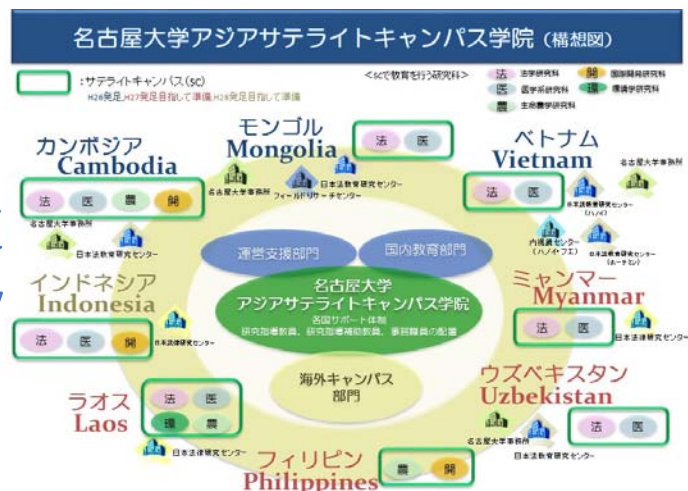 名古屋大学アジアサテライトキャンパス学院（構想図）
：サテライトキャンパス（SC）
H26発足,H27発足目指して準備,H28発足目指して準備
＜SCで教育を行う研究科＞
法 法学研究科
開 国際開発研究科
医 医学系研究科
環 環境学研究科
農 生命農学研究科
カンボジア
Cambodia
法 医 農 開
名古屋大学事務所
日本法教育研究センター
モンゴル
Mongolia
法 医
名古屋大学事務所
フィールドリサーチセンター
日本法教育研究センター
ベトナム
Vietnam
法 医
名古屋大学事務所
日本法教育研究センター
（ハノイ）
（ハノイ・フエ）
日本法教育研究センター
（ホーチミン）
運営支援部門
国内教育部門
名古屋大学
アジアサテライトキャンパス学院
各国サポート体制
研究指導教員、研究指導補助教員、事務職員の配置
海外キャンパス
部門
インドネシア
Indonesia
法 医 開
日本法律研究センター
ミャンマー
Myanmar
法 医
日本法律研究センター
ラオス
Laos
法 医
環 農
日本法律研究センター
ウズベキスタン
Uzbekistan
法 医
名古屋大学事務所
日本法教育研究センター
フィリピン
Philippines
農 開